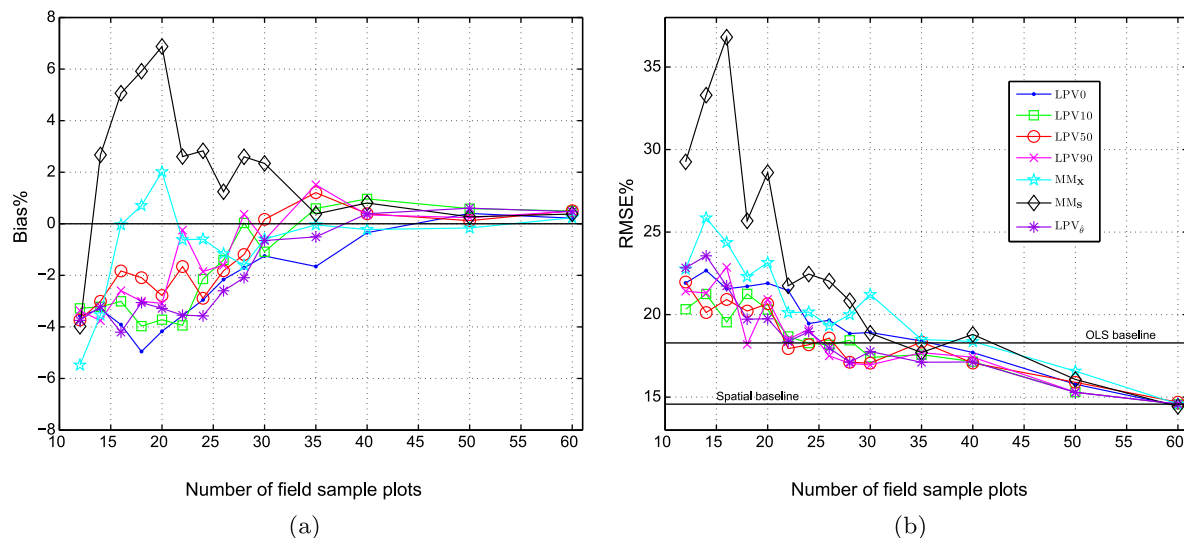 8
6
4
2
0
−2
−4
−6
−8
Bias%
10 15 20 25 30 35 40 45 50 55 60
Number of field sample plots
(a)
35
30
25
20
15
RMSE%
LPV0
LPV10
LPV50
LPV90
MMx
MMs
LPVθ̂
OLS baseline
Spatial baseline
10 15 20 25 30 35 40 45 50 55 60
Number of field sample plots
(b)